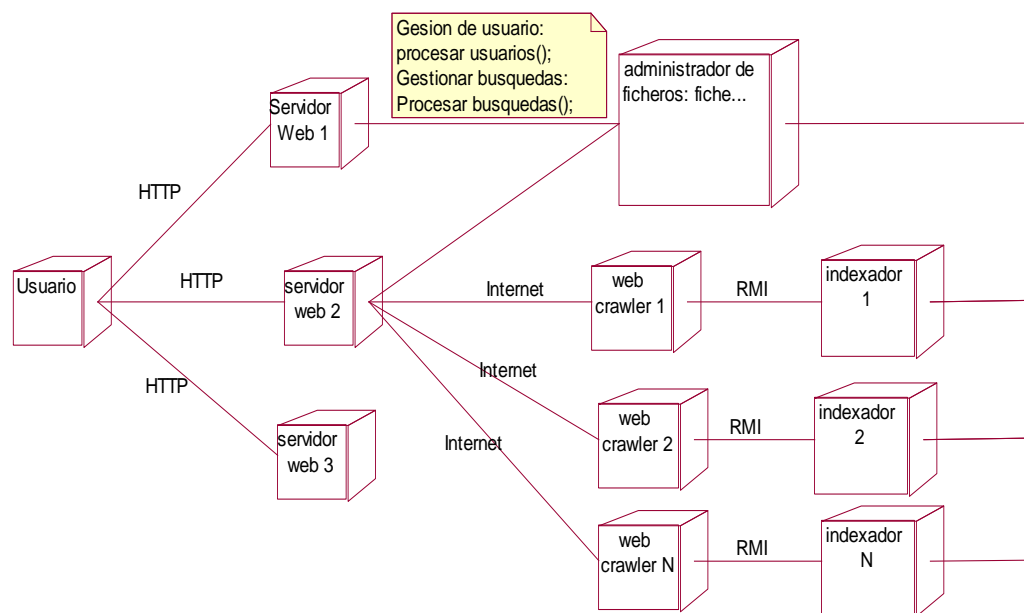 Gesion de usuario:
procesar usuarios();
Gestionar busquedas:
Procesar busquedas();
administrador de
ficheros: fiche...
Servidor
Web 1
HTTP
Usuario
HTTP
servidor
web 2
Internet
web
crawler 1
RMI
indexador
1
HTTP
servidor
web 3
Internet
web
crawler 2
RMI
indexador
2
Internet
web
crawler N
RMI
indexador
N